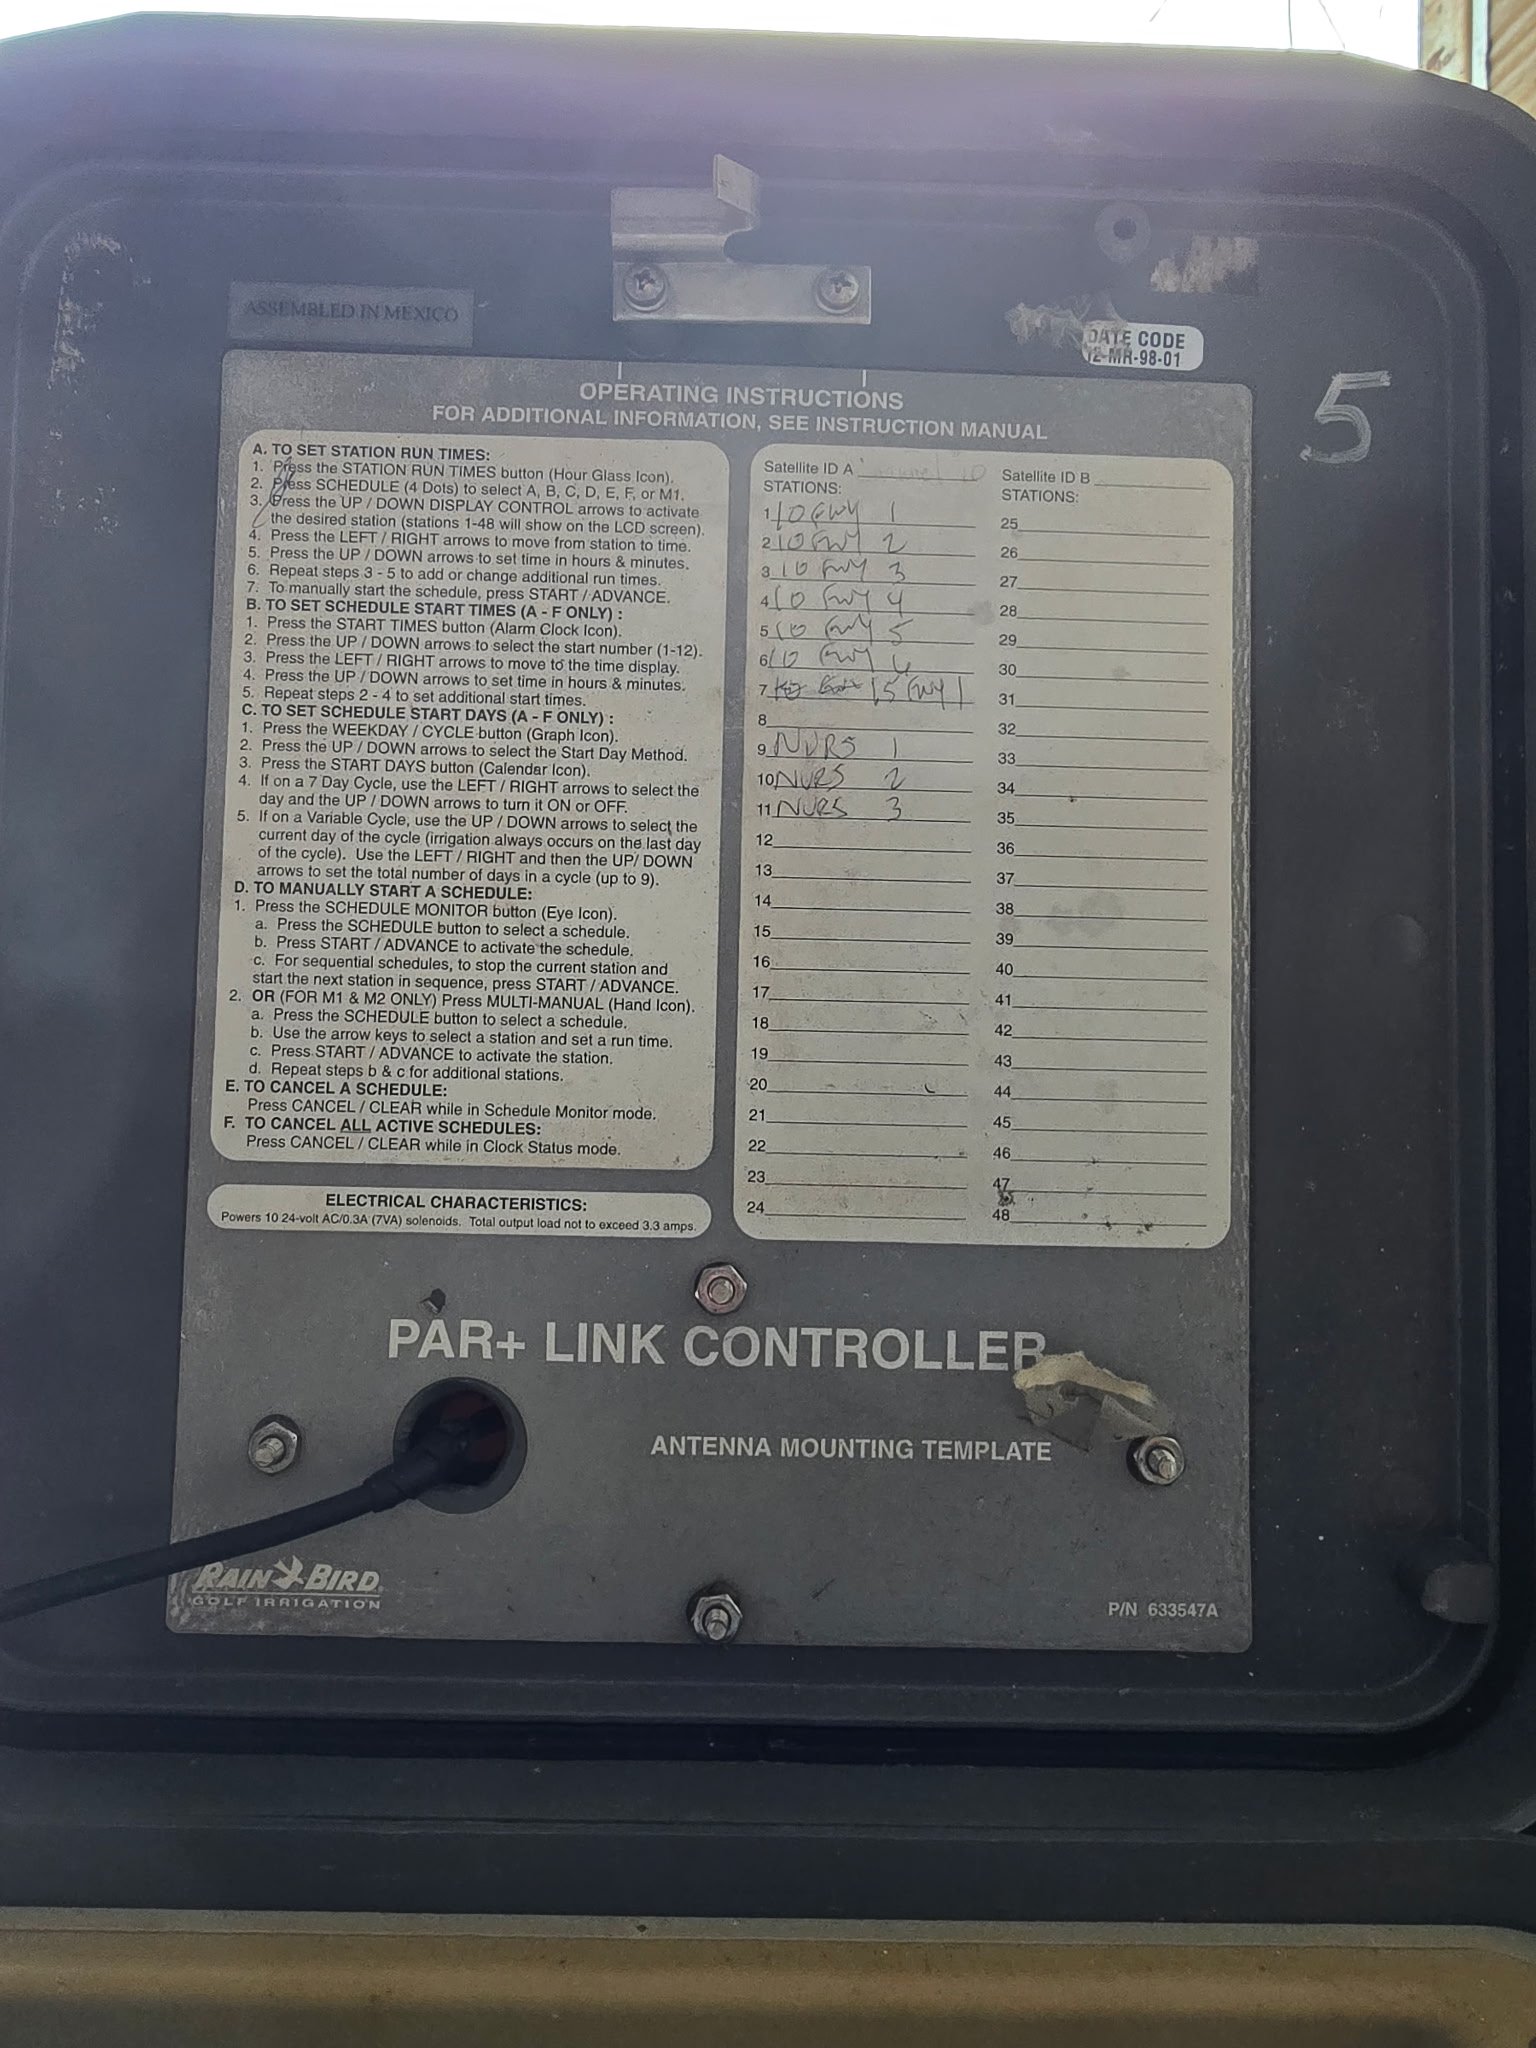 ASSEMBLED IN MEXICO
DATE CODE
12-MR-98-01
5
OPERATING INSTRUCTIONS
FOR ADDITIONAL INFORMATION, SEE INSTRUCTION MANUAL
A. TO SET STATION RUN TIMES:
1. Press the STATION RUN TIMES button (Hour Glass Icon).
2. Press SCHEDULE (4 Dots) to select A, B, C, D, E, F, or M1.
3. Press the UP / DOWN DISPLAY CONTROL arrows to activate
the desired station (stations 1-48 will show on the LCD screen).
4. Press the LEFT / RIGHT arrows to move from station to time.
5. Press the UP / DOWN arrows to set time in hours & minutes.
6. Repeat steps 3 - 5 to add or change additional run times.
7. To manually start the schedule, press START / ADVANCE.
B. TO SET SCHEDULE START TIMES (A - F ONLY) :
1. Press the START TIMES button (Alarm Clock Icon).
2. Press the UP / DOWN arrows to select the start number (1-12).
3. Press the LEFT / RIGHT arrows to move to the time display.
4. Press the UP / DOWN arrows to set time in hours & minutes.
5. Repeat steps 2 - 4 to set additional start times.
C. TO SET SCHEDULE START DAYS (A - F ONLY) :
1. Press the WEEKDAY / CYCLE button (Graph Icon).
2. Press the UP / DOWN arrows to select the Start Day Method.
3. Press the START DAYS button (Calendar Icon).
4. If on a 7 Day Cycle, use the LEFT / RIGHT arrows to select the
day and the UP / DOWN arrows to turn it ON or OFF.
5. If on a Variable Cycle, use the UP / DOWN arrows to select the
current day of the cycle (irrigation always occurs on the last day
of the cycle). Use the LEFT / RIGHT and then the UP/ DOWN
arrows to set the total number of days in a cycle (up to 9).
D. TO MANUALLY START A SCHEDULE:
1. Press the SCHEDULE MONITOR button (Eye Icon).
a. Press the SCHEDULE button to select a schedule.
b. Press START / ADVANCE to activate the schedule.
c. For sequential schedules, to stop the current station and
start the next station in sequence, press START / ADVANCE.
2. OR (FOR M1 & M2 ONLY) Press MULTI-MANUAL (Hand Icon).
a. Press the SCHEDULE button to select a schedule.
b. Use the arrow keys to select a station and set a run time.
c. Press START / ADVANCE to activate the station.
d. Repeat steps b & c for additional stations.
E. TO CANCEL A SCHEDULE:
Press CANCEL / CLEAR while in Schedule Monitor mode.
F. TO CANCEL ALL ACTIVE SCHEDULES:
Press CANCEL / CLEAR while in Clock Status mode.
ELECTRICAL CHARACTERISTICS:
Powers 10 24-volt AC/0.3A (7VA) solenoids. Total output load not to exceed 3.3 amps.
Satellite ID A
STATIONS:
1 10 FWY 1
2 10 FWY 2
3 10 FWY 3
4 10 FWY 4
5 10 FWY 5
6 10 FWY 6
7 15 FWY 1
8
9 NURS 1
10 NURS 2
11 NURS 3
12
13
14
15
16
17
18
19
20
21
22
23
24
Satellite ID B
STATIONS:
25
26
27
28
29
30
31
32
33
34
35
36
37
38
39
40
41
42
43
44
45
46
47
48
PAR+ LINK CONTROLLER
ANTENNA MOUNTING TEMPLATE
RAIN BIRD
GOLF IRRIGATION
P/N 633547A